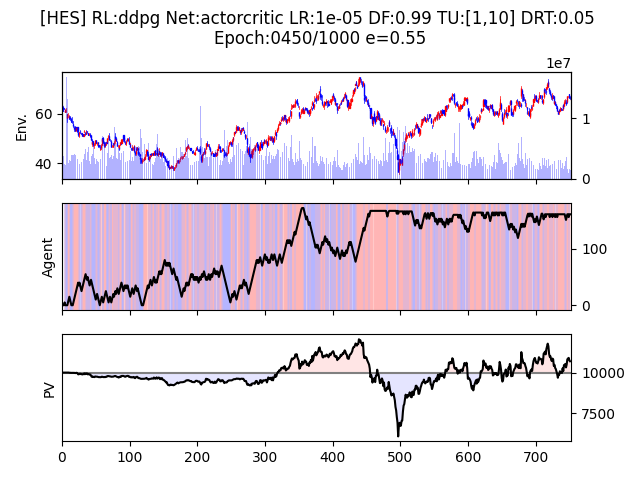 [HES] RL:ddpg Net:actorcritic LR:1e-05 DF:0.99 TU:[1,10] DRT:0.05
Epoch:0450/1000 e=0.55
1e7
Env.
60
40
1
0
Agent
100
0
PV
10000
7500
0 100 200 300 400 500 600 700